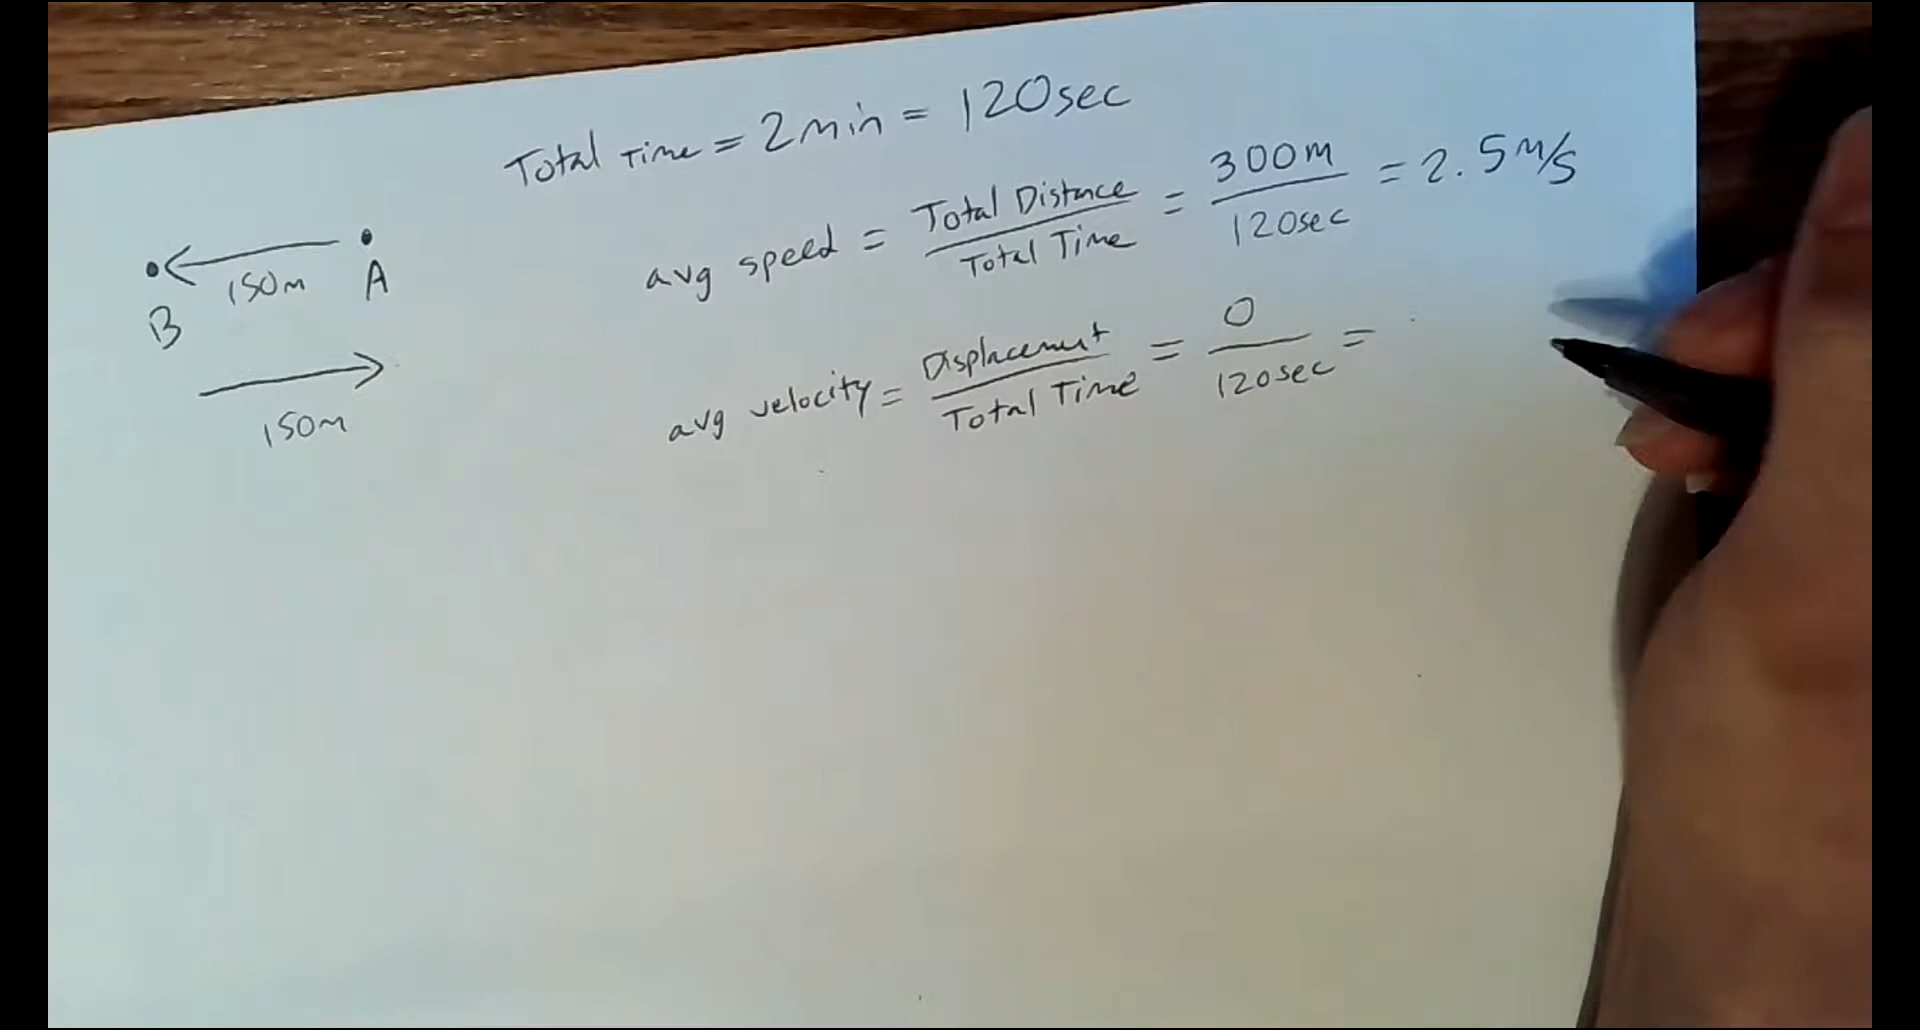 Total Time = 2 min = 120sec
avg speed = Total Distance / Total Time = 300m / 120sec = 2.5 m/s
150m
B
A
avg velocity = Displacement / Total Time = 0 / 120sec =
150m